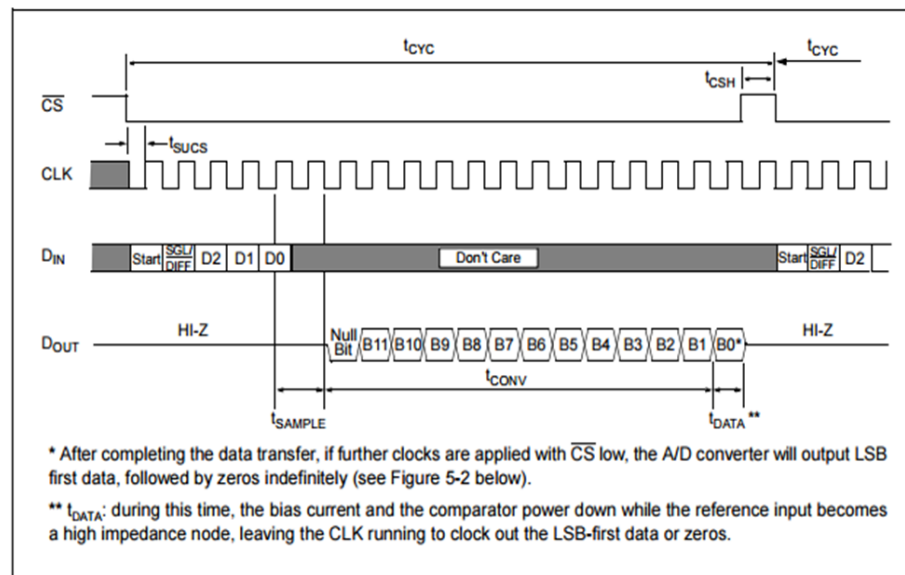 tCYC tCYC
tCSH
CS
tSUCS
CLK
DIN Start SGL/DIFF D2 D1 D0 Don't Care Start SGL/DIFF D2
DOUT HI-Z Null Bit B11 B10 B9 B8 B7 B6 B5 B4 B3 B2 B1 B0* HI-Z
tCONV
tSAMPLE tDATA **
* After completing the data transfer, if further clocks are applied with CS low, the A/D converter will output LSB
first data, followed by zeros indefinitely (see Figure 5-2 below).
** tDATA: during this time, the bias current and the comparator power down while the reference input becomes
a high impedance node, leaving the CLK running to clock out the LSB-first data or zeros.